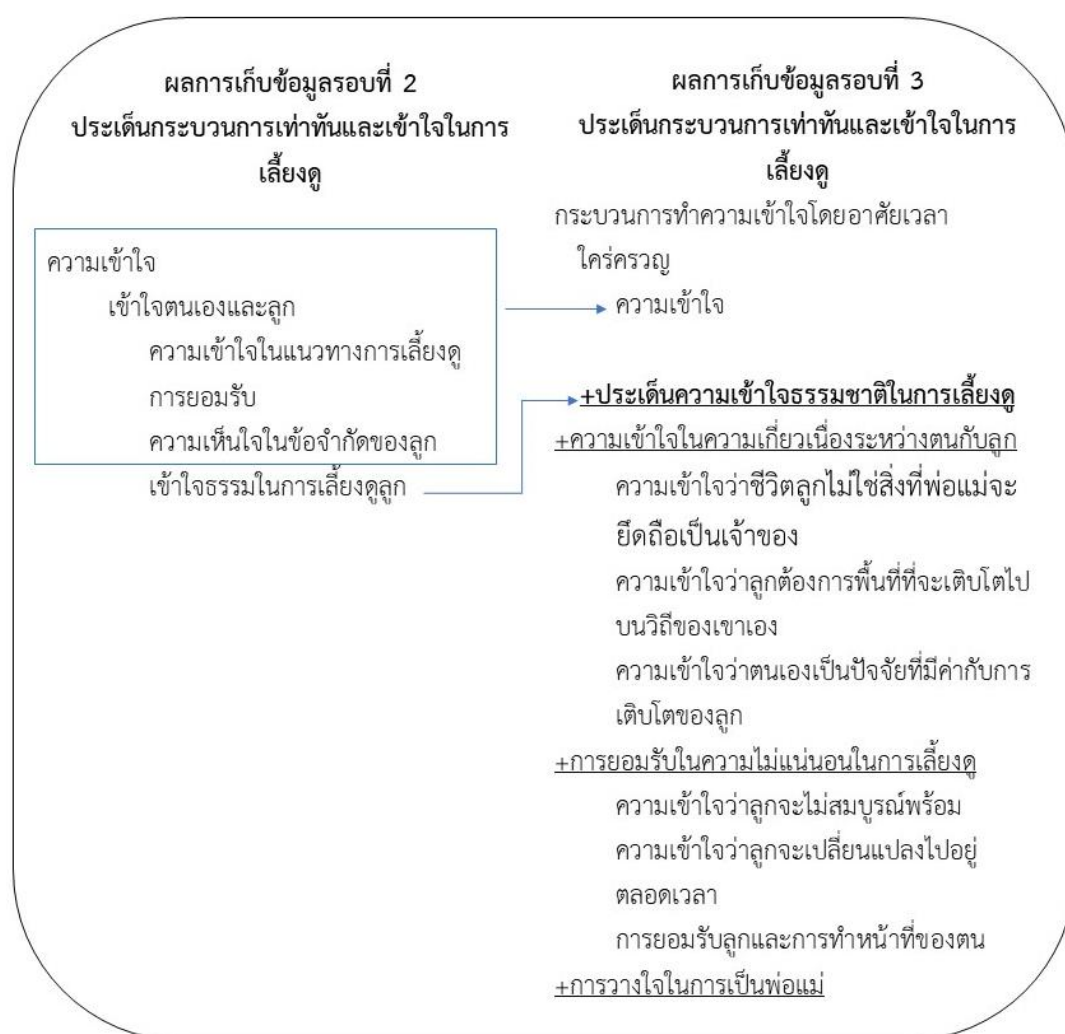 ผลการเก็บข้อมูลรอบที่ 2
ประเด็นกระบวนการเท่าทันและเข้าใจในการ
เลี้ยงดู
ความเข้าใจ
เข้าใจตนเองและลูก
ความเข้าใจในแนวทางการเลี้ยงดู
การยอมรับ
ความเห็นใจในข้อจำกัดของลูก
เข้าใจธรรมในการเลี้ยงดูลูก
ผลการเก็บข้อมูลรอบที่ 3
ประเด็นกระบวนการเท่าทันและเข้าใจในการ
เลี้ยงดู
กระบวนการทำความเข้าใจโดยอาศัยเวลา
ใคร่ครวญ
ความเข้าใจ
+ประเด็นความเข้าใจธรรมชาติในการเลี้ยงดู
+ความเข้าใจในความเกี่ยวเนื่องระหว่างตนกับลูก
ความเข้าใจว่าชีวิตลูกไม่ใช่สิ่งที่พ่อแม่จะ
ยึดถือเป็นเจ้าของ
ความเข้าใจว่าลูกต้องการพื้นที่ที่จะเติบโตไป
บนวิถีของเขาเอง
ความเข้าใจว่าตนเองเป็นปัจจัยที่มีค่ากับการ
เติบโตของลูก
+การยอมรับในความไม่แน่นอนในการเลี้ยงดู
ความเข้าใจว่าลูกจะไม่สมบูรณ์พร้อม
ความเข้าใจว่าลูกจะเปลี่ยนแปลงไปอยู่
ตลอดเวลา
การยอมรับลูกและการทำหน้าที่ของตน
+การวางใจในการเป็นพ่อแม่